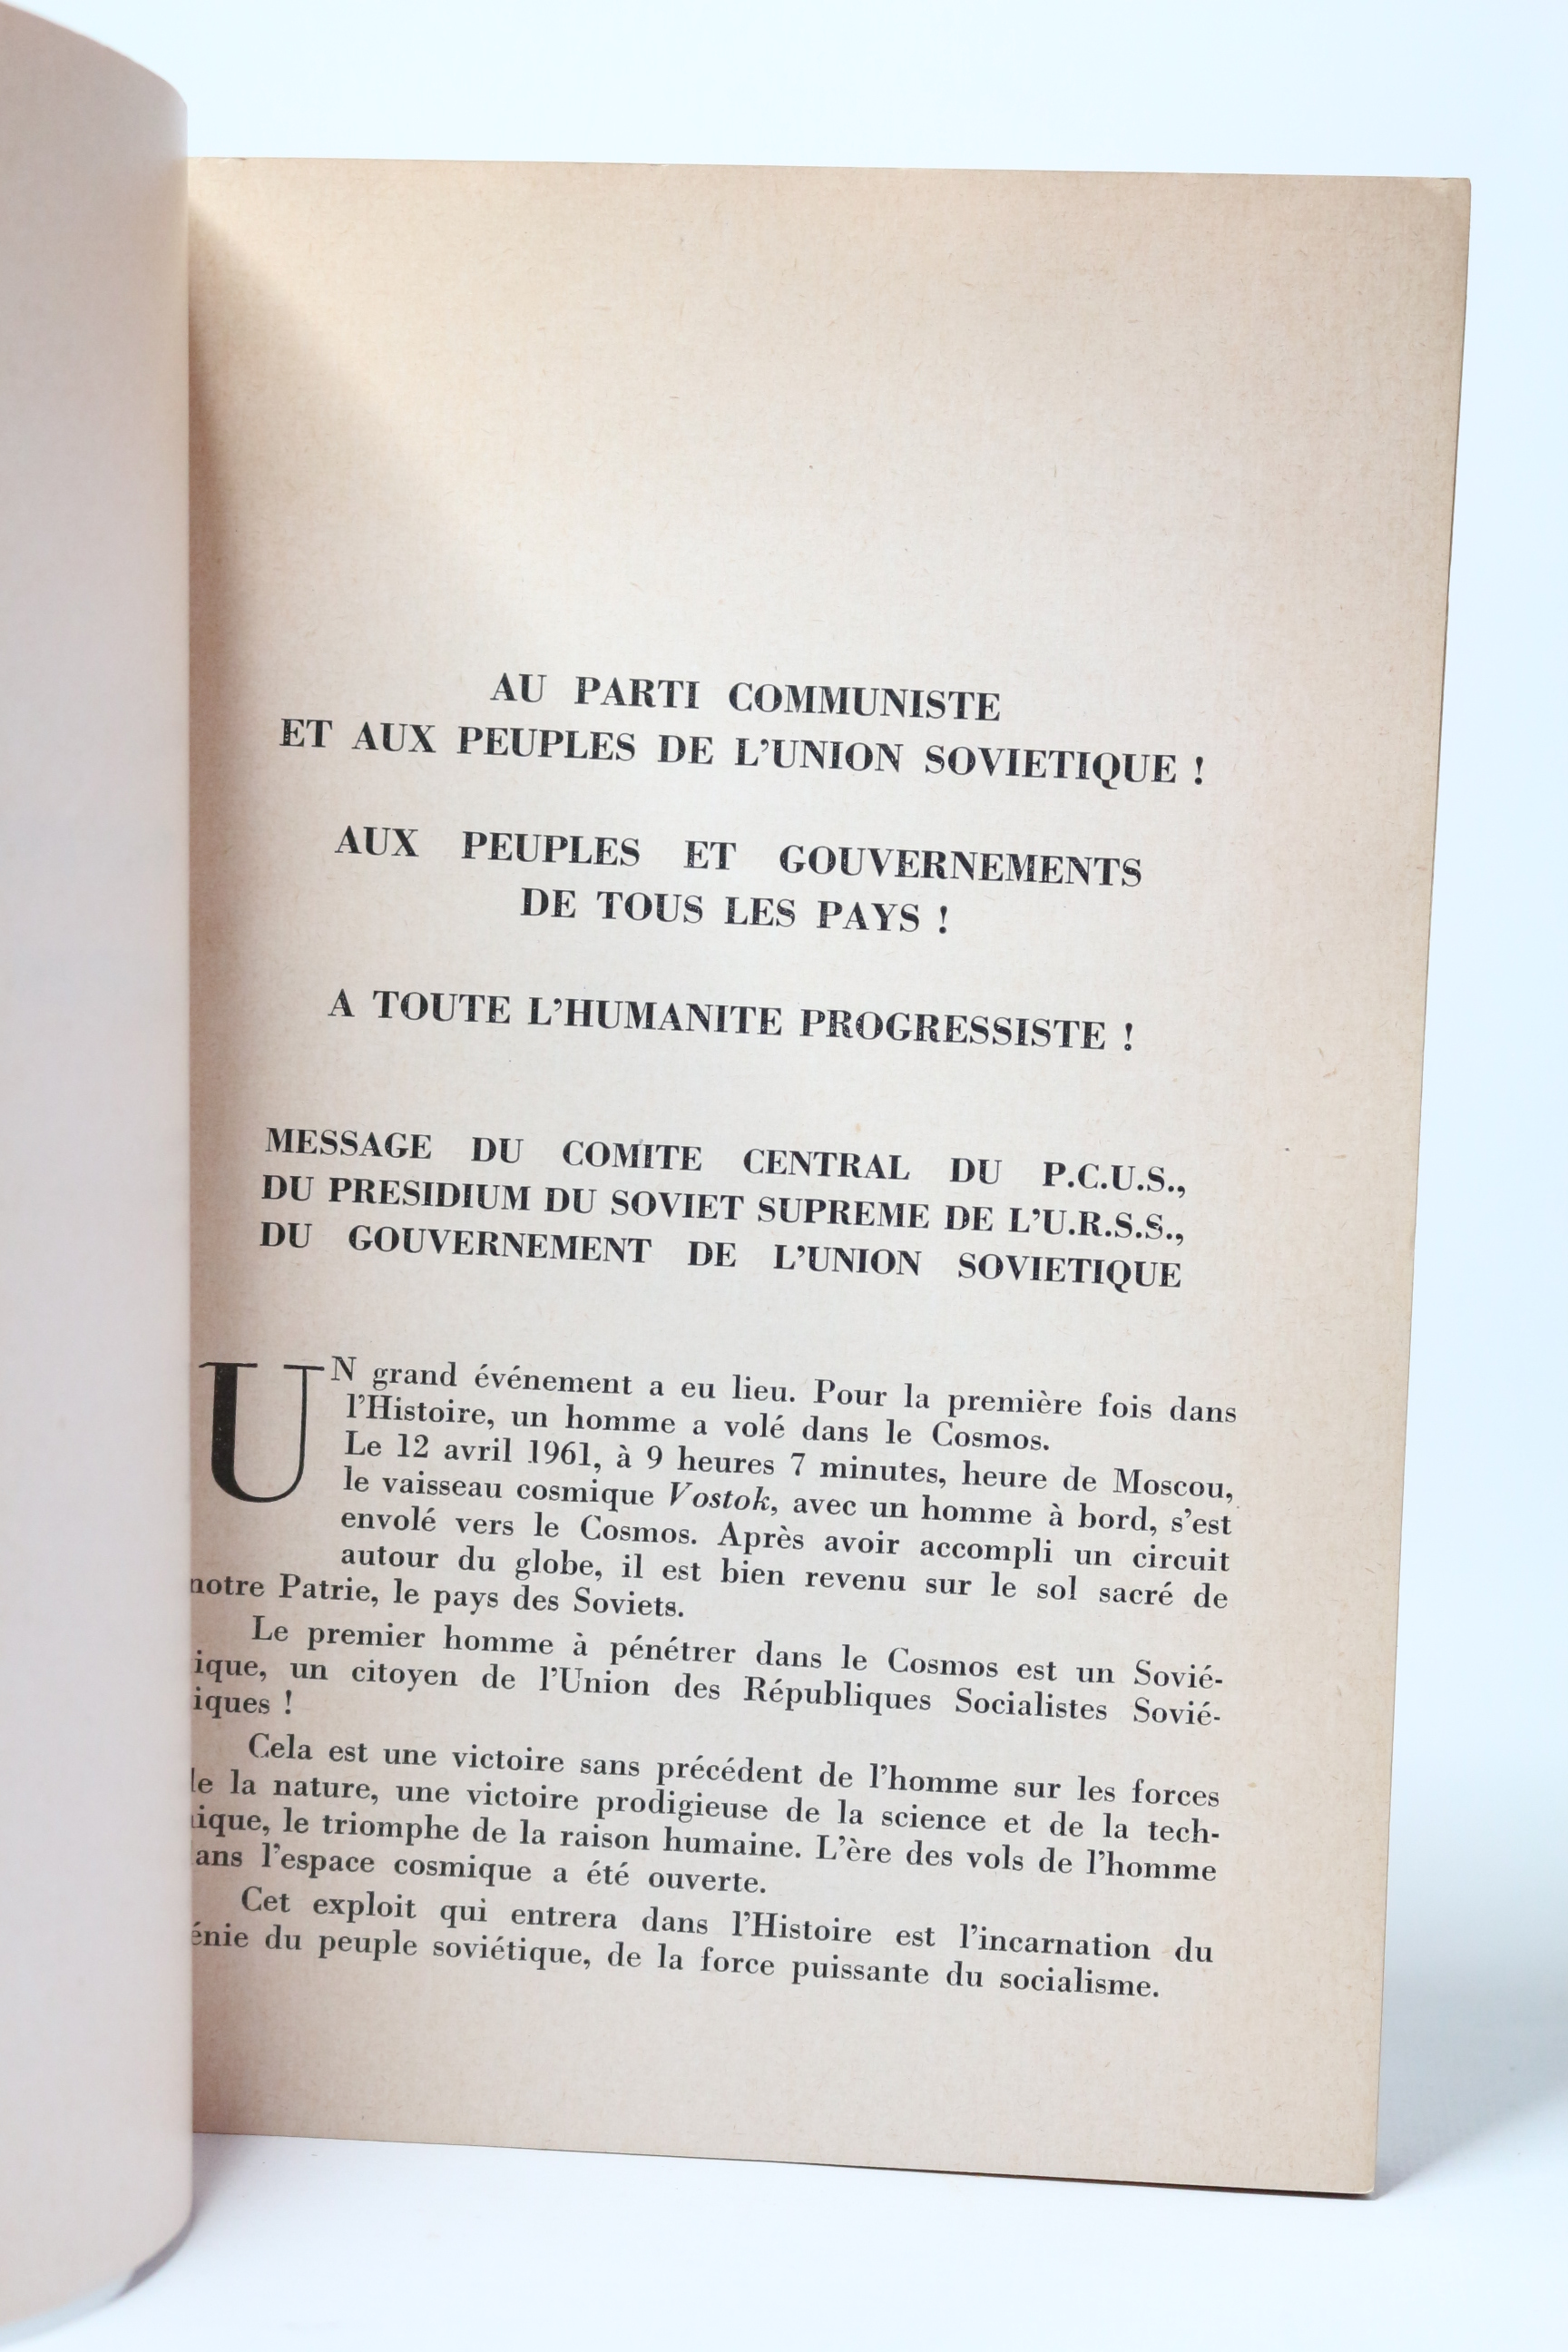 AU PARTI COMMUNISTE
ET AUX PEUPLES DE L'UNION SOVIETIQUE !
AUX PEUPLES ET GOUVERNEMENTS
DE TOUS LES PAYS !
A TOUTE L'HUMANITE PROGRESSISTE !
MESSAGE DU COMITE CENTRAL DU P.C.U.S.,
DU PRESIDIUM DU SOVIET SUPREME DE L'U.R.S.S.,
DU GOUVERNEMENT DE L'UNION SOVIETIQUE
UN grand événement a eu lieu. Pour la première fois dans
l'Histoire, un homme a volé dans le Cosmos.
Le 12 avril 1961, à 9 heures 7 minutes, heure de Moscou,
le vaisseau cosmique Vostok, avec un homme à bord, s'est
envolé vers le Cosmos. Après avoir accompli un circuit
autour du globe, il est bien revenu sur le sol sacré de
notre Patrie, le pays des Soviets.
Le premier homme à pénétrer dans le Cosmos est un Sovié-
ique, un citoyen de l'Union des Républiques Socialistes Sovié-
iques !
Cela est une victoire sans précédent de l'homme sur les forces
de la nature, une victoire prodigieuse de la science et de la tech-
ique, le triomphe de la raison humaine. L'ère des vols de l'homme
ans l'espace cosmique a été ouverte.
Cet exploit qui entrera dans l'Histoire est l'incarnation du
énie du peuple soviétique, de la force puissante du socialisme.